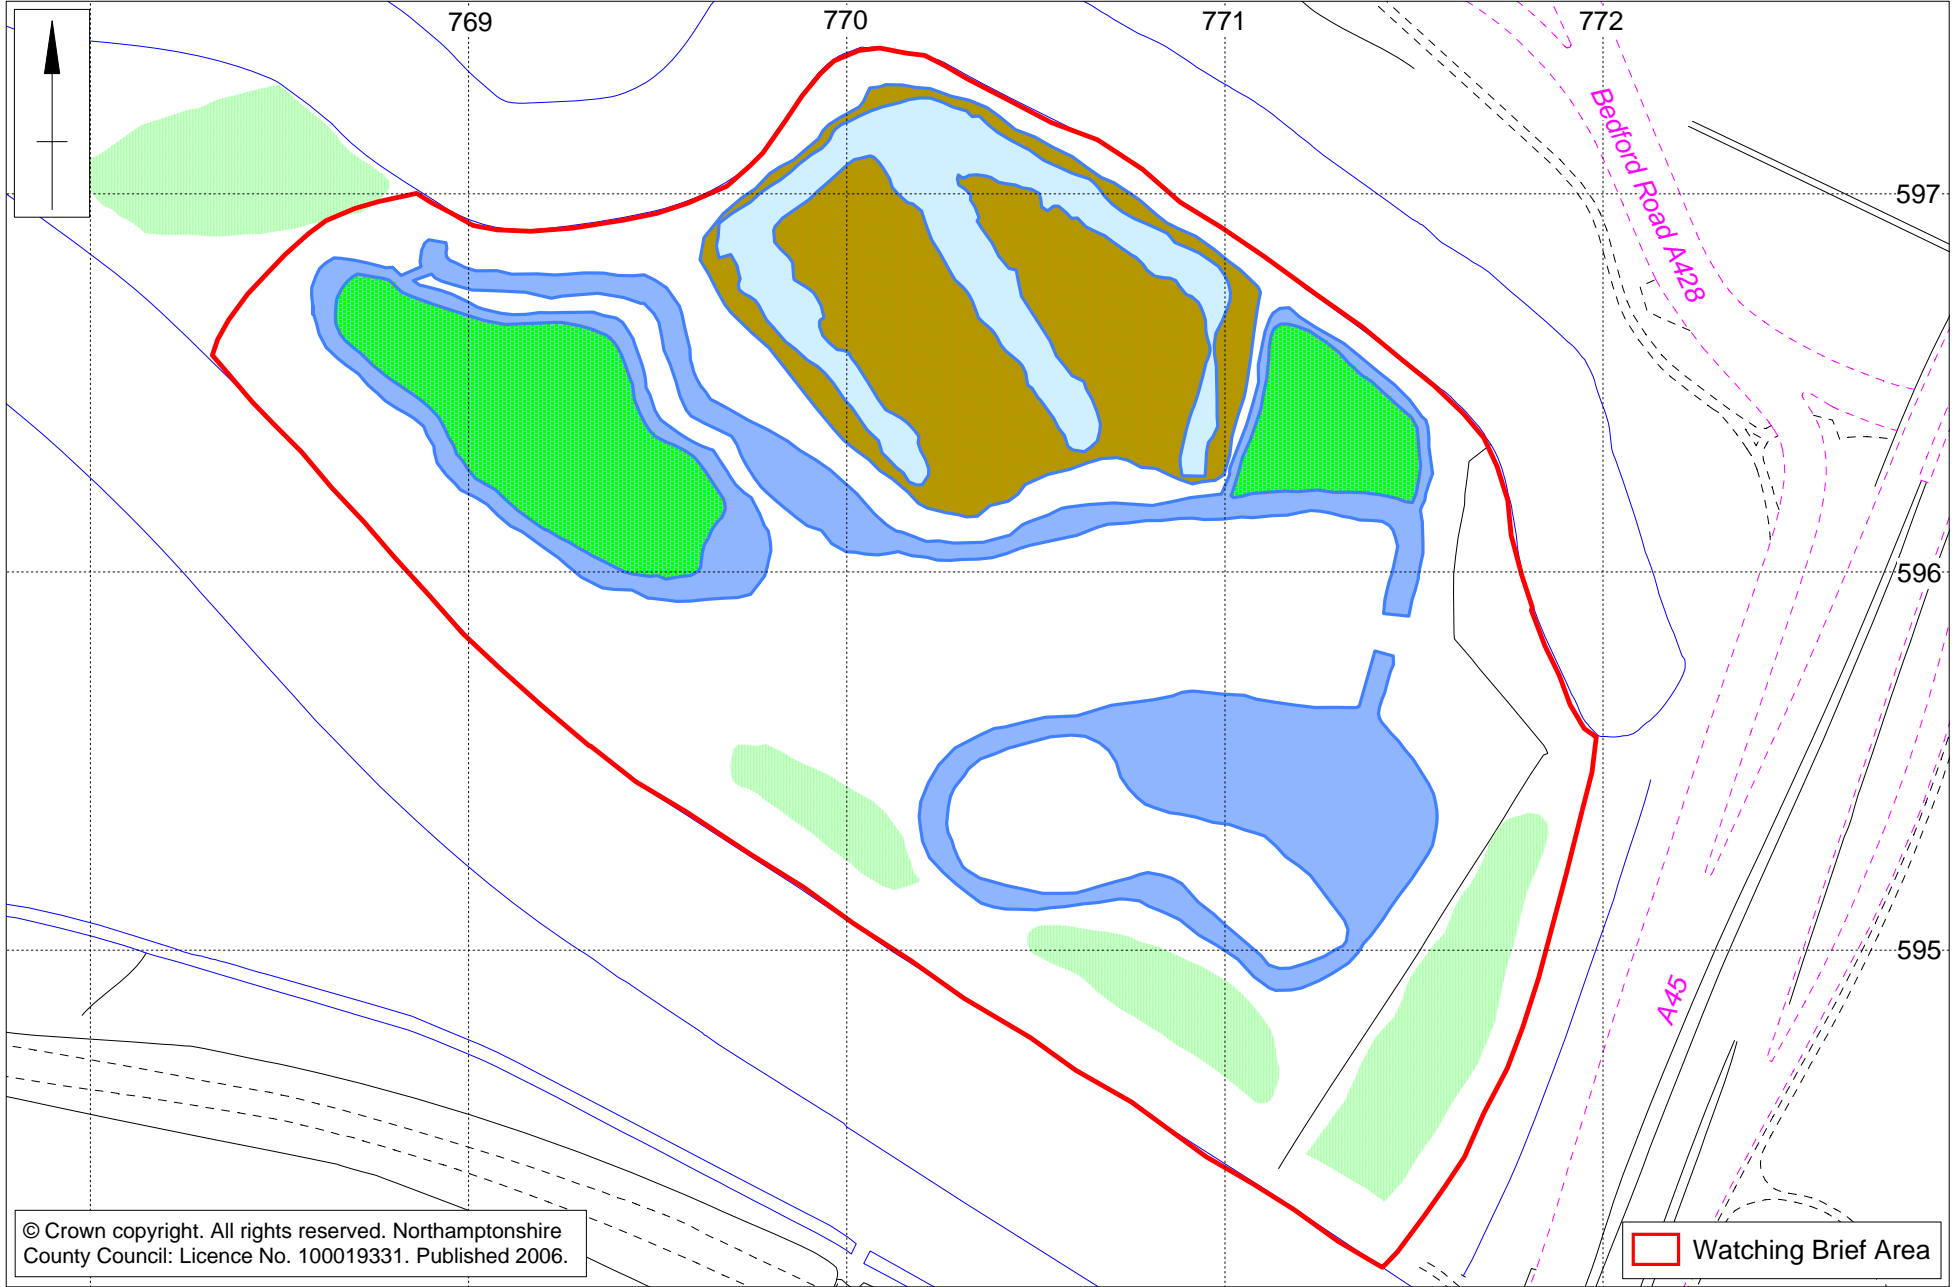 769
770
771
772
Bedford Road A428
597
596
595
A45
© Crown copyright. All rights reserved. Northamptonshire
County Council: Licence No. 100019331. Published 2006.
Watching Brief Area